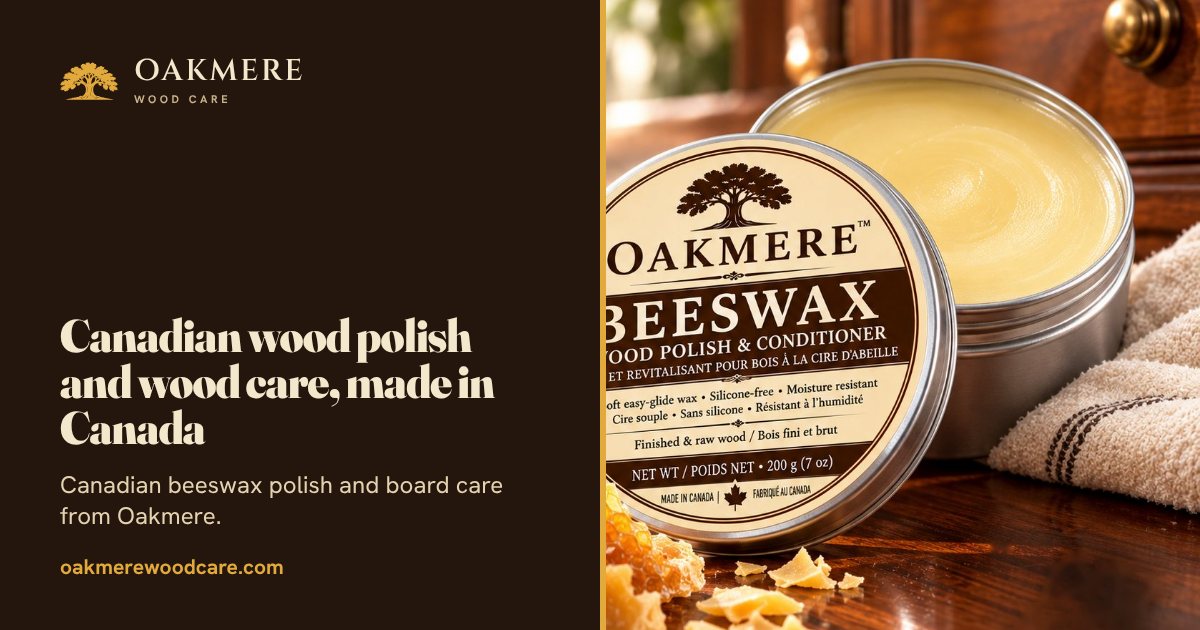 OAKMERE
WOOD CARE
Canadian wood polish
and wood care, made in
Canada
Canadian beeswax polish and board care
from Oakmere.
oakmerewoodcare.com
OAKMERE™
BEESWAX
WOOD POLISH & CONDITIONER
ET REVITALISANT POUR BOIS À LA CIRE D'ABEILLE
easy-glide wax • Silicone-free • Moisture resistant
Cire souple • Sans silicone • Résistant à l'humidité
Finished & raw wood / Bois fini et brut
NET WT / POIDS NET • 200 g (7 oz)
MADE IN CANADA | FABRIQUÉ AU CANADA